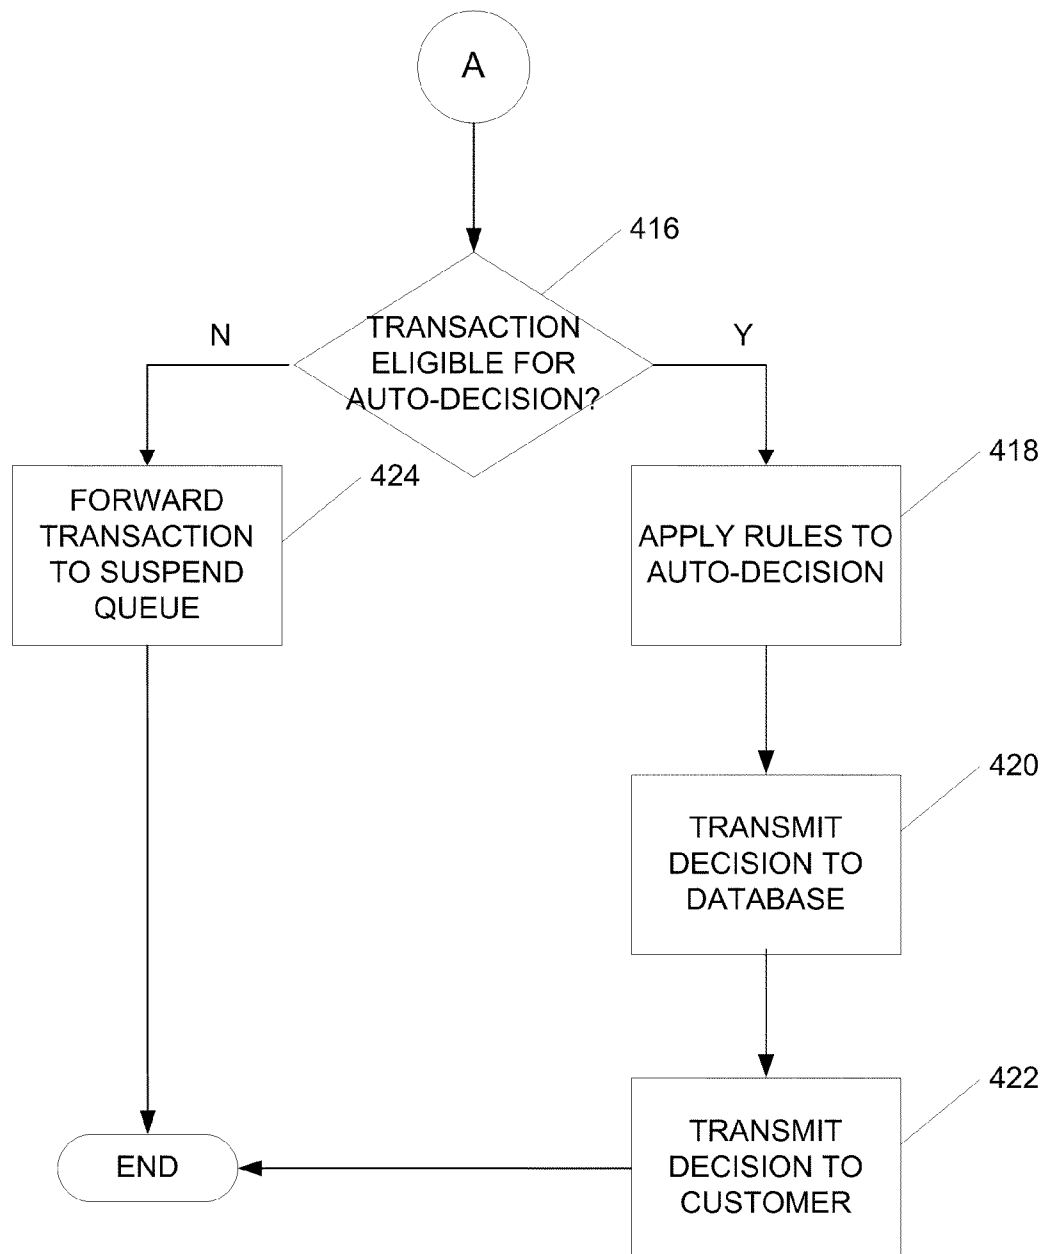 A
416
N
Y
TRANSACTION
ELIGIBLE FOR
AUTO-DECISION?
424
418
FORWARD
TRANSACTION
TO SUSPEND
QUEUE
APPLY RULES TO
AUTO-DECISION
420
TRANSMIT
DECISION TO
DATABASE
422
TRANSMIT
DECISION TO
CUSTOMER
END